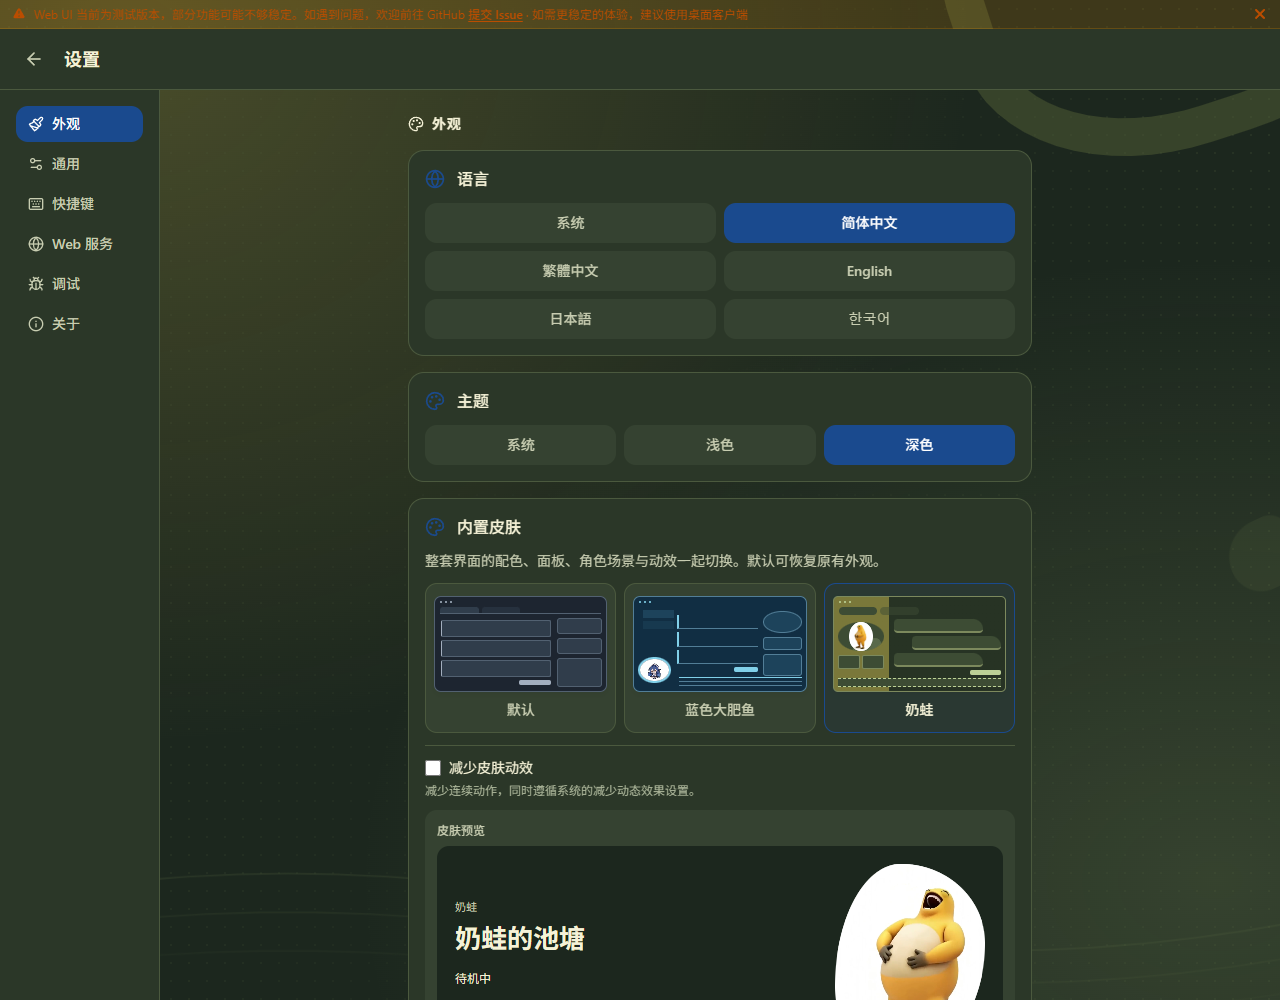 Web UI 当前为测试版本，部分功能可能不够稳定，如遇到问题，欢迎前往 GitHub 提交 Issue · 如需更稳定的体验，建议使用桌面客户端
设置
外观
通用
快捷键
Web 服务
调试
关于
外观
语言
系统
简体中文
繁體中文
English
日本語
한국어
主题
系统
浅色
深色
内置皮肤
整套界面的配色、面板、角色场景与动效一起切换。默认可恢复原有外观。
默认
蓝色大肥鱼
奶蛙
减少皮肤动效
减少连续动作，同时遵循系统的减少动态效果设置。
皮肤预览
奶蛙
奶蛙的池塘
待机中